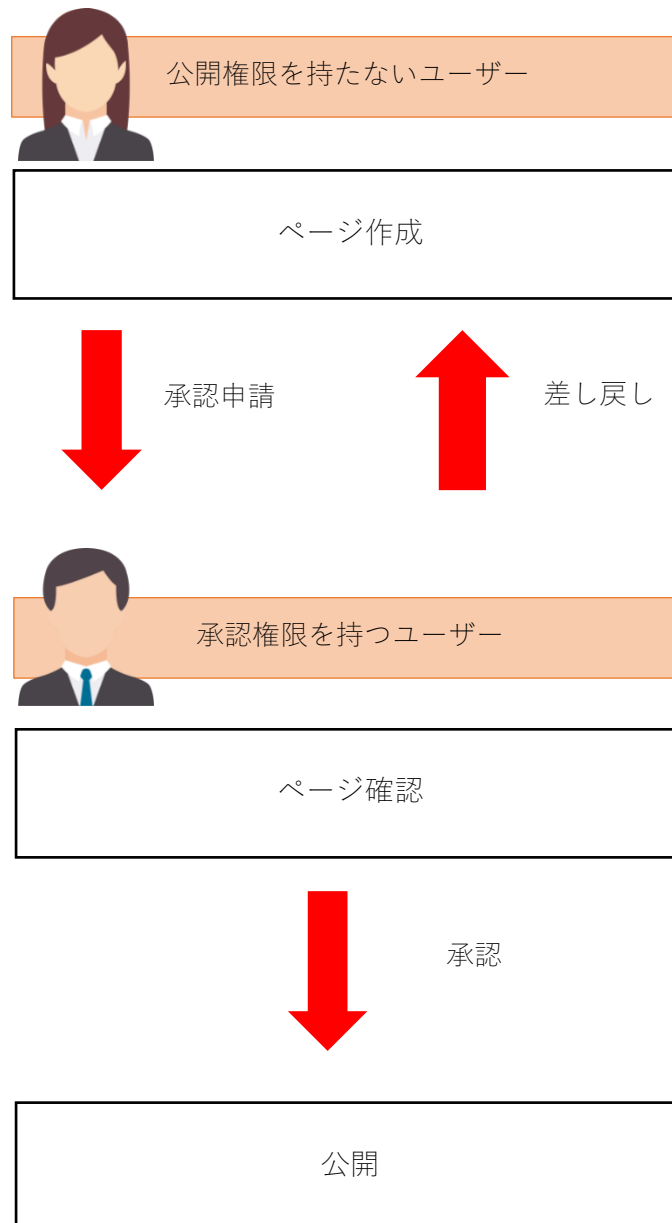 公開権限を持たないユーザー
ページ作成
承認申請
差し戻し
承認権限を持つユーザー
ページ確認
承認
公開